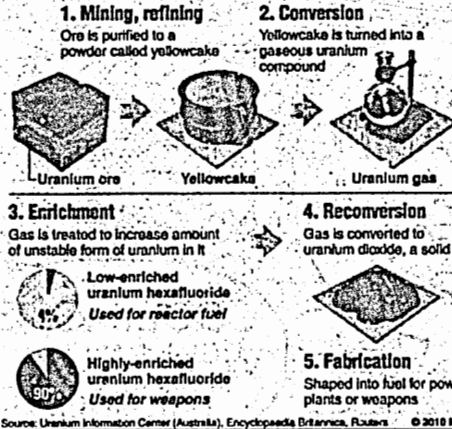 1. Mining, refining
Ore is purified to a
powder called yellowcake
2. Conversion
Yellowcake is turned into a
gaseous uranium
compound
Uranium ore
Yellowcake
Uranium gas
3. Enrichment
Gas is treated to increase amount
of unstable form of uranium in it
4%
Low-enriched
uranium hexafluoride
Used for reactor fuel
90%
Highly-enriched
uranium hexafluoride
Used for weapons
4. Reconversion
Gas is converted to
uranium dioxide, a solid
5. Fabrication
Shaped into fuel for pow
plants or weapons
Source: Uranium Information Center (Australia), Encyclopaedia Britannica, Reuters © 2010